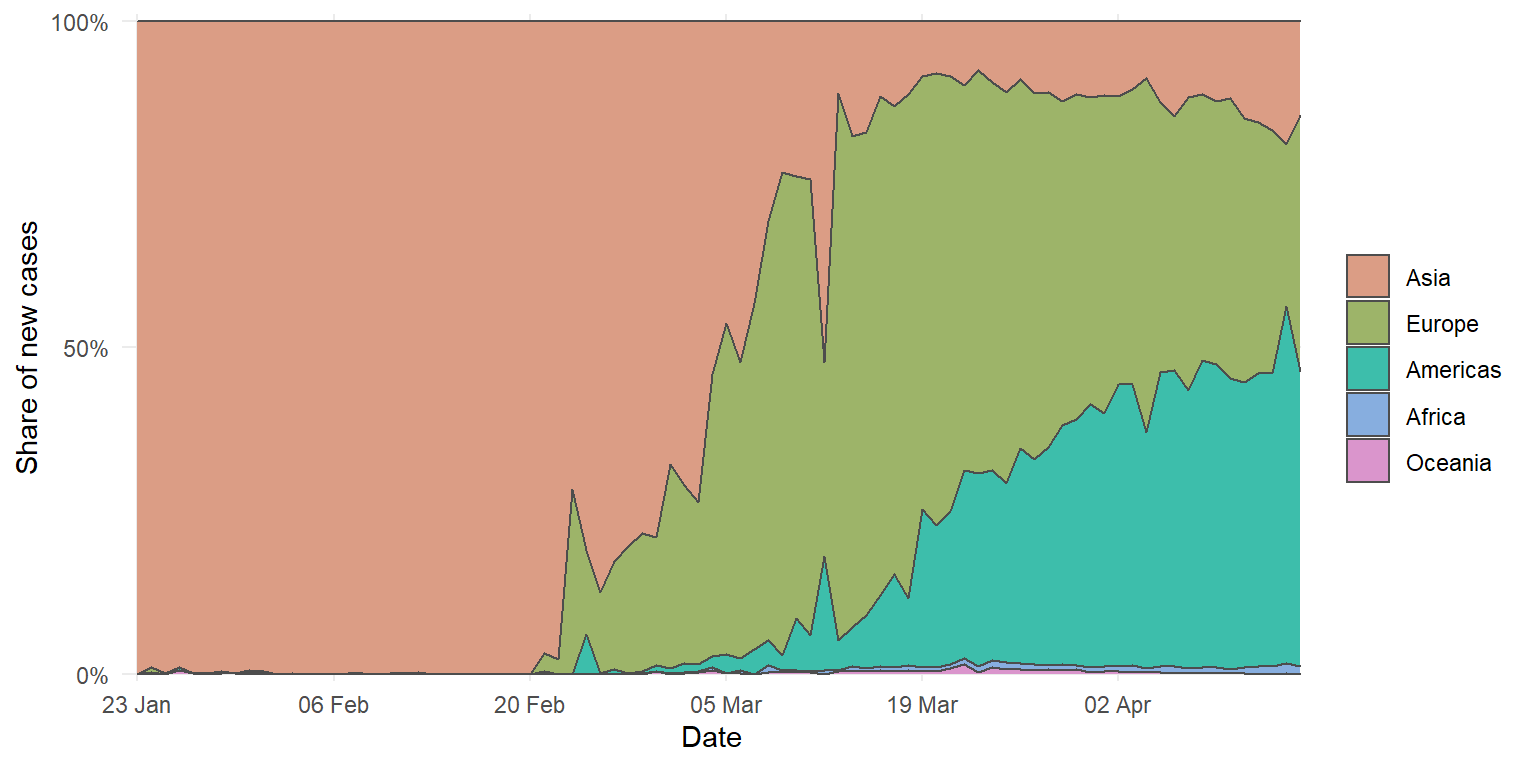 100%
50%
0%
Share of new cases
23 Jan
06 Feb
20 Feb
05 Mar
19 Mar
02 Apr
Date
Asia
Europe
Americas
Africa
Oceania